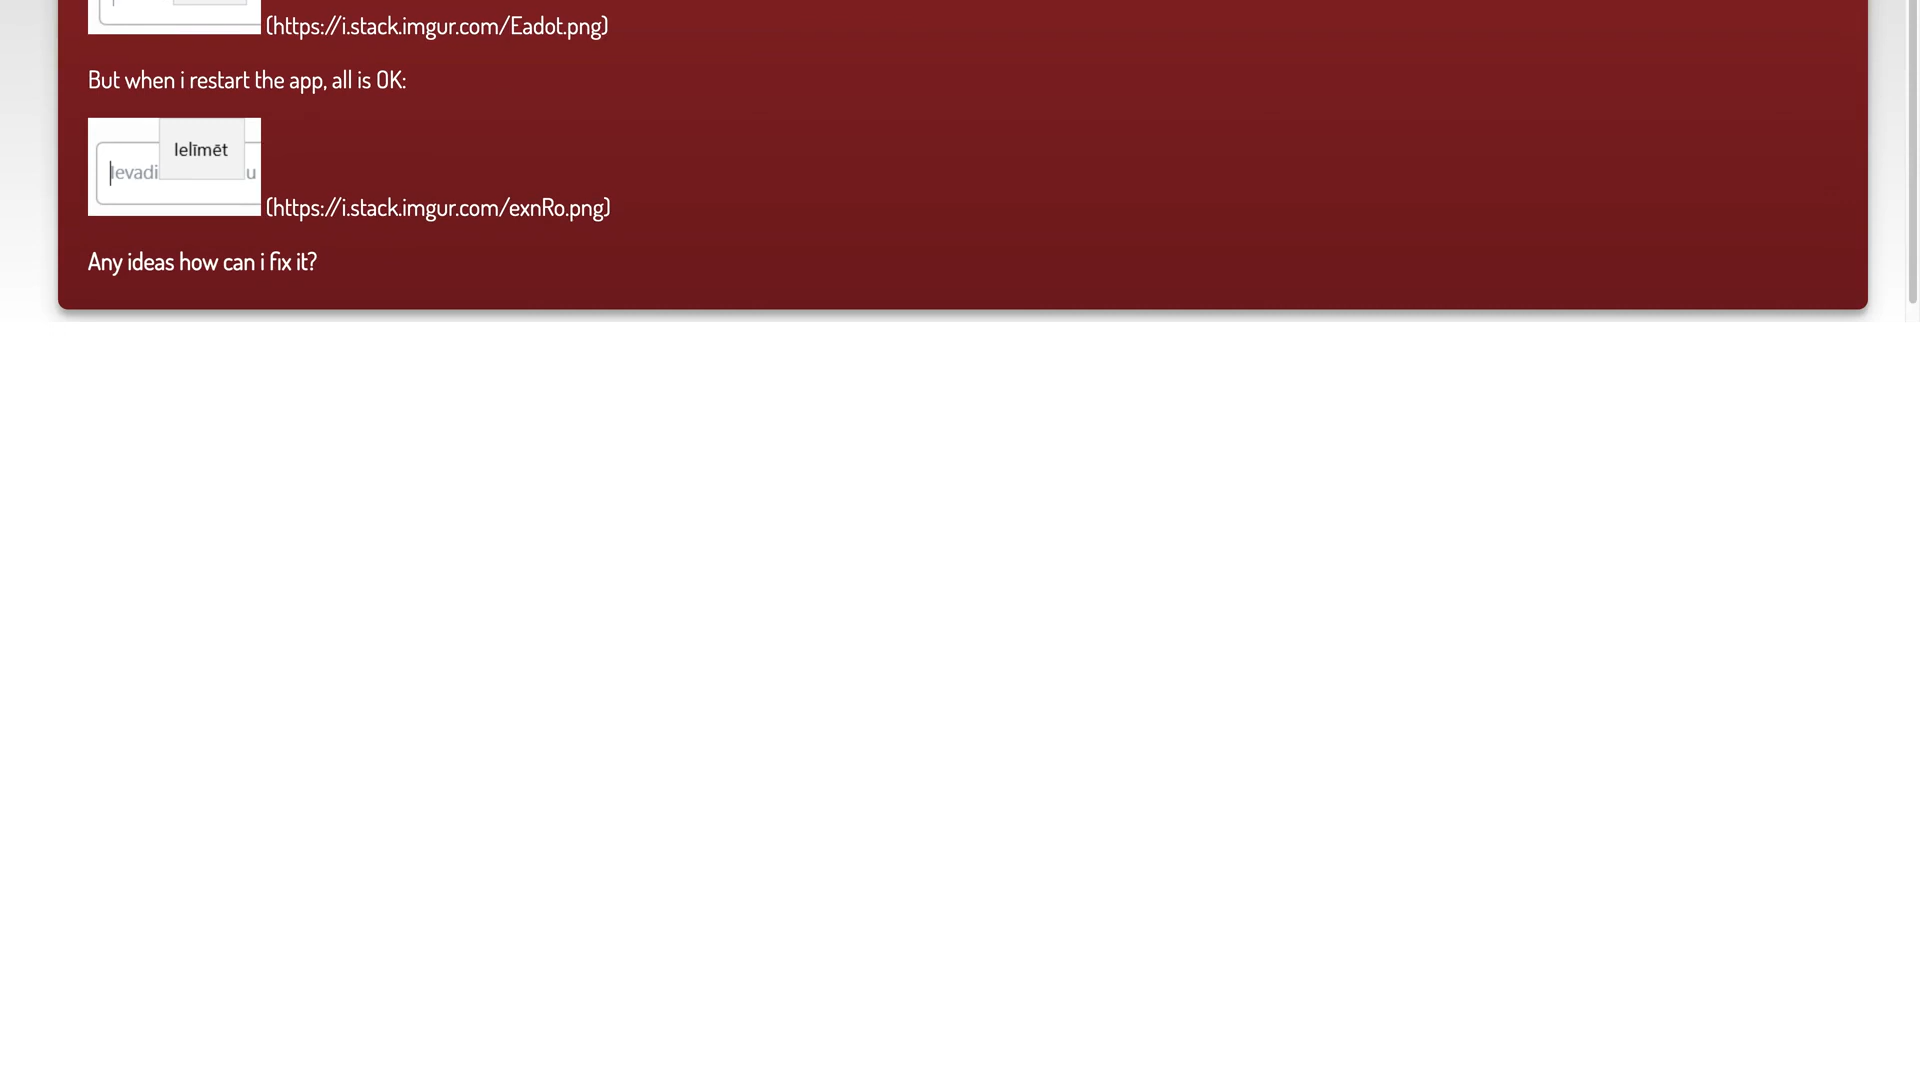 (https://i.stack.imgur.com/Eadot.png)
But when i restart the app, all is OK:
Ielīmēt
Ievadi u
(https://i.stack.imgur.com/exnRo.png)
Any ideas how can i fix it?